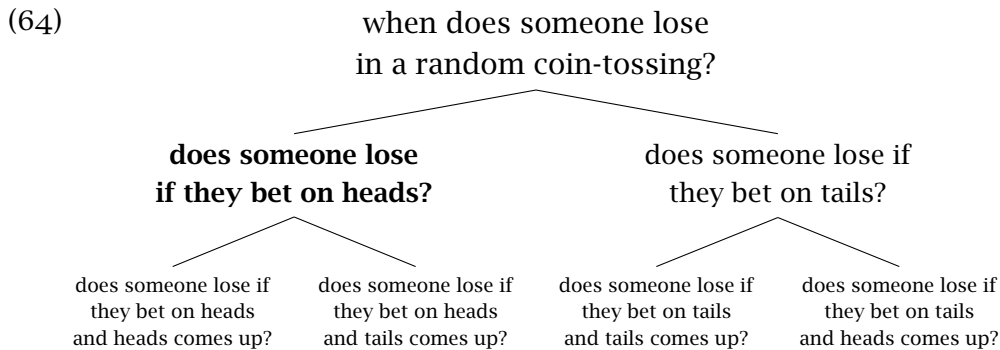 (64)
when does someone lose
in a random coin-tossing?
does someone lose
if they bet on heads?
does someone lose if
they bet on tails?
does someone lose if
they bet on heads
and heads comes up?
does someone lose if
they bet on heads
and tails comes up?
does someone lose if
they bet on tails
and tails comes up?
does someone lose if
they bet on tails
and heads comes up?